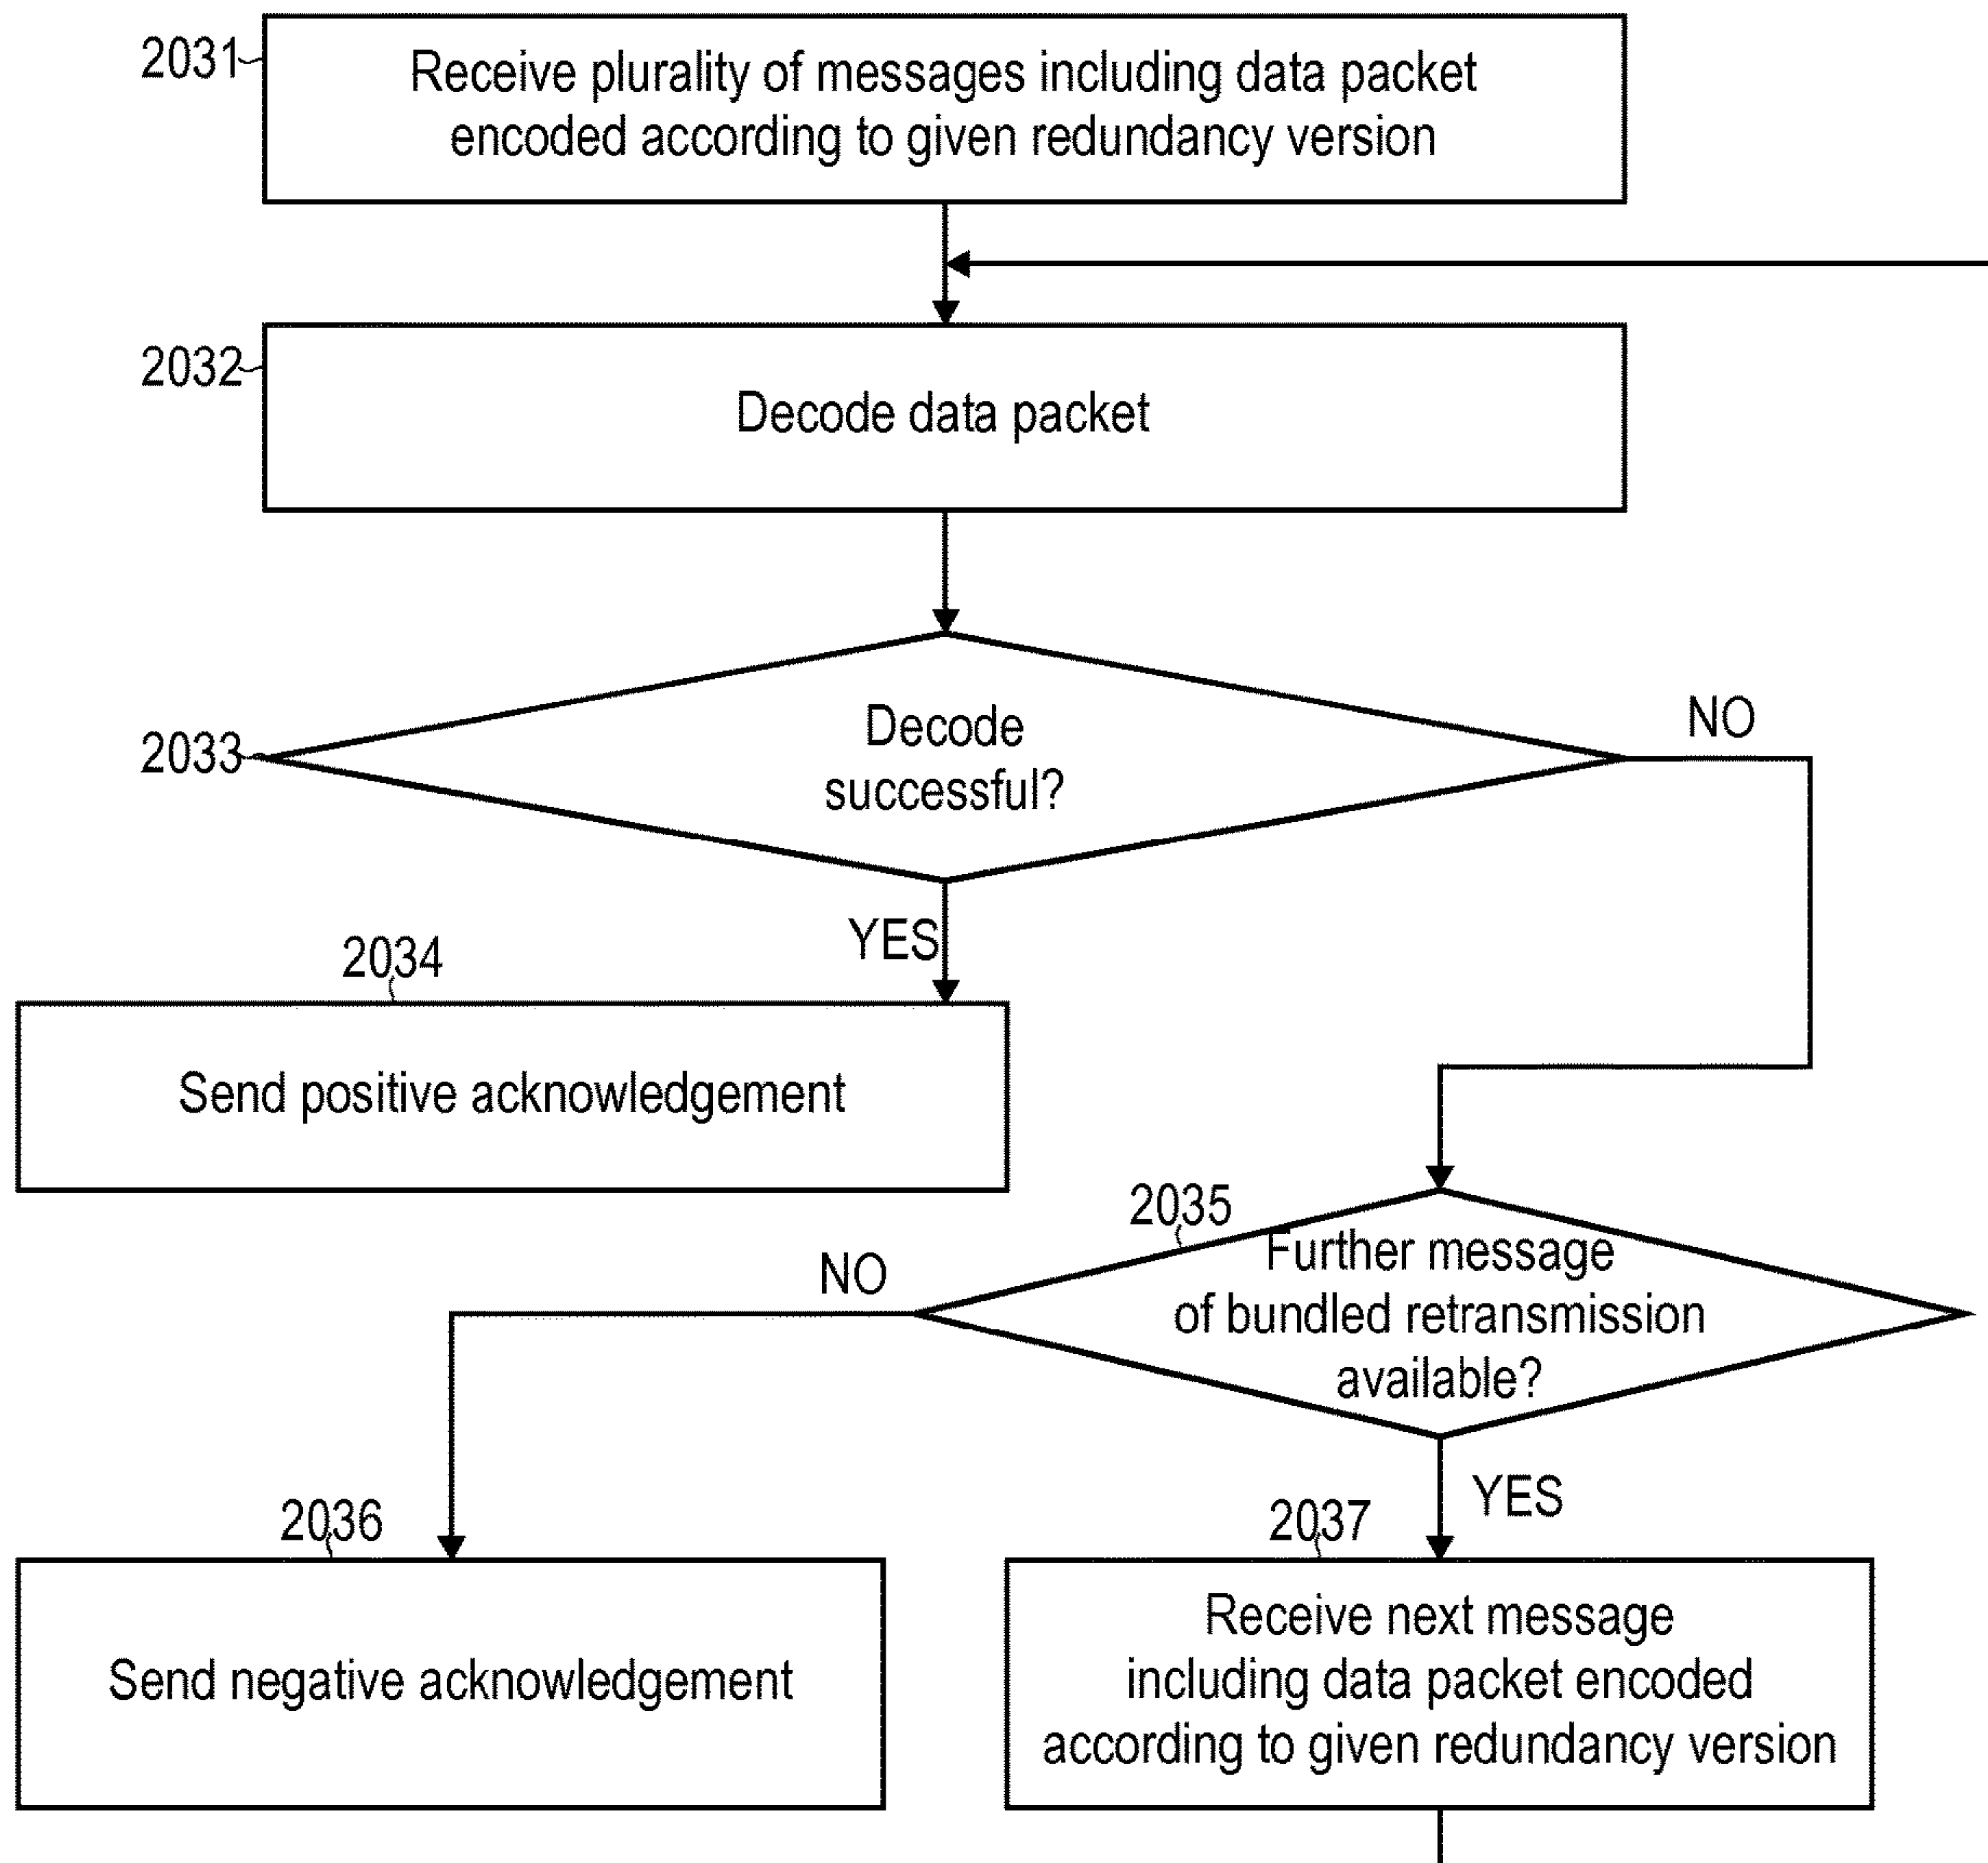 2031
Receive plurality of messages including data packet
encoded according to given redundancy version
2032
Decode data packet
2033
Decode
successful?
NO
YES
2034
Send positive acknowledgement
2035
Further message
of bundled retransmission
available?
NO
YES
2036
Send negative acknowledgement
2037
Receive next message
including data packet encoded
according to given redundancy version